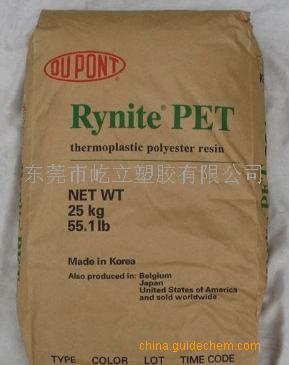 DU PONT
Rynite® PET
thermoplastic polyester resin
东莞市屹立塑胶有限公司
NET WT
25 kg
55.1 lb
Made in Korea
Also produced in: Belgium
Japan
United States of America
and sold worldwide
china.guidechem.com
TYPE COLOR LOT TIME CODE